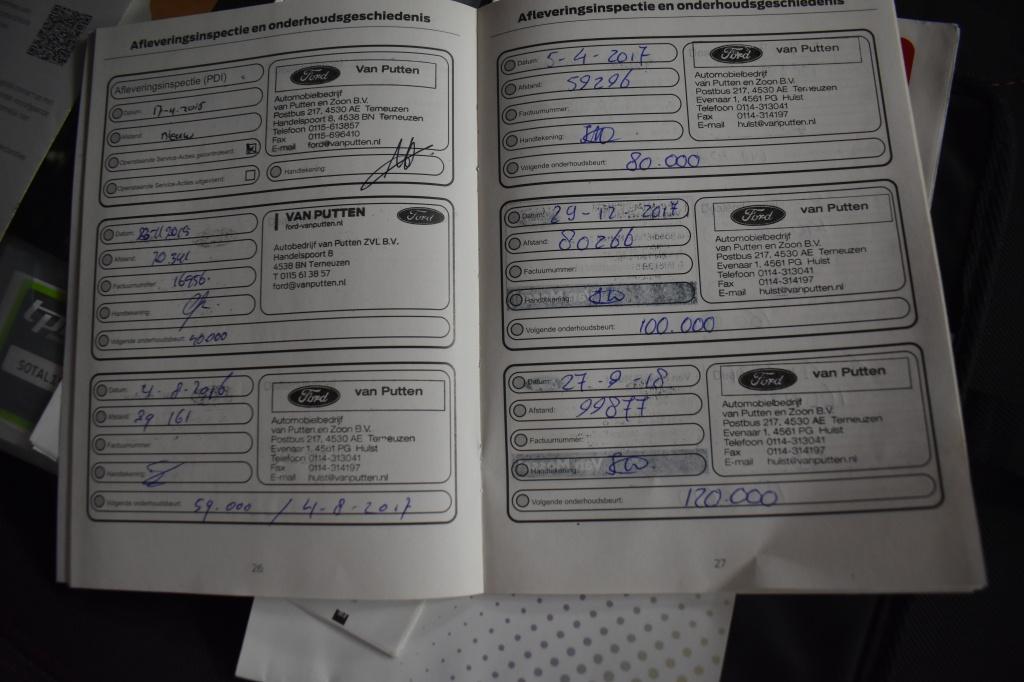 Afleveringsinspectie en onderhoudsgeschiedenis
Afleveringsinspectie (PDI)
Datum: 17-4-2015
Afstand: nieuw
Openstaande Service-Acties gecontroleerd:
Openstaande Service-Acties uitgevoerd:
Ford van Putten
Automobielbedrijf
van Putten en Zoon B.V.
Postbus 217, 4530 AE Terneuzen
Handelspoort 8, 4538 BN Terneuzen
Telefoon 0115-613857
Fax 0115-696410
E-mail ford@vanputten.nl
Handtekening:
Datum:
Afstand:
Factuurnummer: 16956
Handtekening:
Volgende onderhoudsbeurt: 40.000
VAN PUTTEN Ford
ford-vanputten.nl
Autobedrijf van Putten ZVL B.V.
Handelspoort 8
4538 BN Terneuzen
T 0115 61 38 57
ford@vanputten.nl
Datum: 4-8-2016
Afstand: 39 161
Factuurnummer:
Handtekening:
Volgende onderhoudsbeurt: 59.000 / 4-8-2017
Ford van Putten
Automobielbedrijf
van Putten en Zoon B.V.
Postbus 217, 4530 AE Terneuzen
Evenaar 1, 4561 PG Hulst
Telefoon 0114-313041
Fax 0114-314197
E-mail hulst@vanputten.nl
26
Afleveringsinspectie en onderhoudsgeschiedenis
Datum: 5-4-2017
Afstand: 59296
Factuurnummer:
Handtekening:
Volgende onderhoudsbeurt: 80.000
Ford van Putten
Automobielbedrijf
van Putten en Zoon B.V.
Postbus 217, 4530 AE Terneuzen
Evenaar 1, 4561 PG Hulst
Telefoon 0114-313041
Fax 0114-314197
E-mail hulst@vanputten.nl
Datum: 29-12-2017
Afstand: 80266
Factuurnummer:
Handtekening:
Volgende onderhoudsbeurt: 100.000
Ford van Putten
Automobielbedrijf
van Putten en Zoon B.V.
Postbus 217, 4530 AE Terneuzen
Evenaar 1, 4561 PG Hulst
Telefoon 0114-313041
Fax 0114-314197
E-mail hulst@vanputten.nl
Datum: 27-9-18
Afstand: 99877
Factuurnummer:
Handtekening:
Volgende onderhoudsbeurt: 120.000
Ford van Putten
Automobielbedrijf
van Putten en Zoon B.V.
Postbus 217, 4530 AE Terneuzen
Evenaar 1, 4561 PG Hulst
Telefoon 0114-313041
Fax 0114-314197
E-mail hulst@vanputten.nl
27